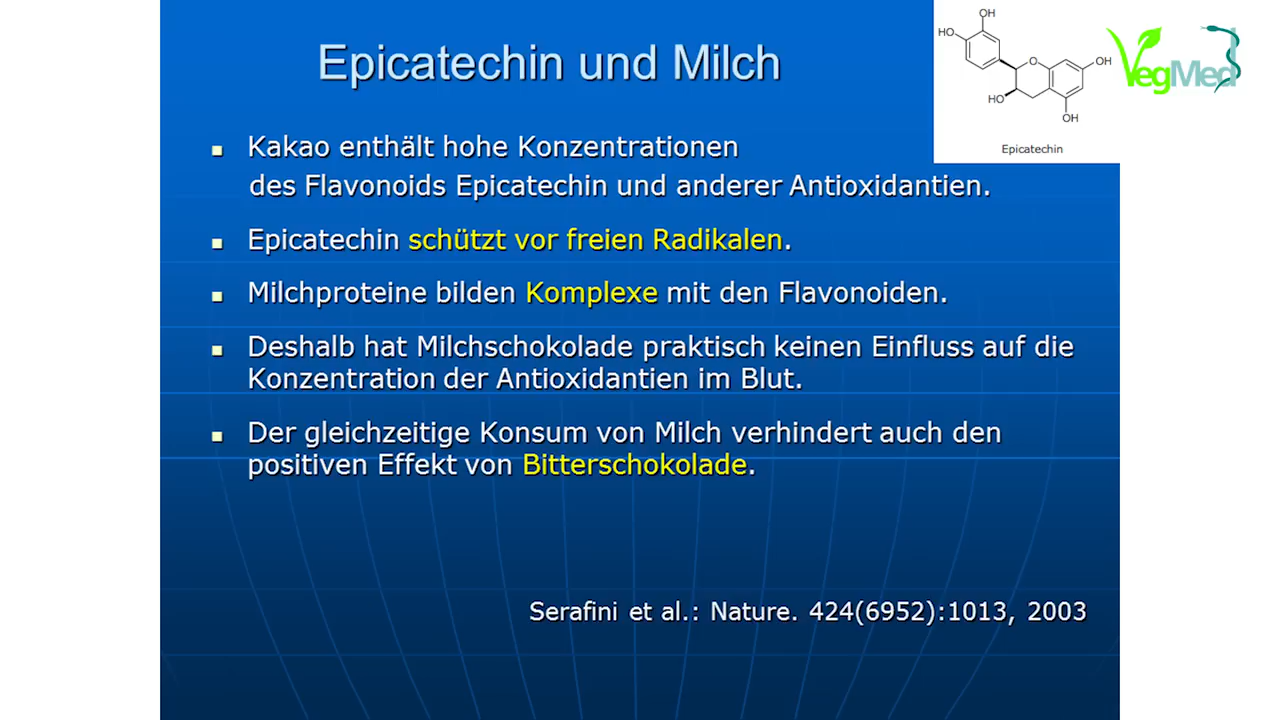 Epicatechin und Milch
OH
HO
O
OH
HO
OH
Epicatechin
VegMed
Kakao enthält hohe Konzentrationen
des Flavonoids Epicatechin und anderer Antioxidantien.
Epicatechin schützt vor freien Radikalen.
Milchproteine bilden Komplexe mit den Flavonoiden.
Deshalb hat Milchschokolade praktisch keinen Einfluss auf die
Konzentration der Antioxidantien im Blut.
Der gleichzeitige Konsum von Milch verhindert auch den
positiven Effekt von Bitterschokolade.
Serafini et al.: Nature. 424(6952):1013, 2003